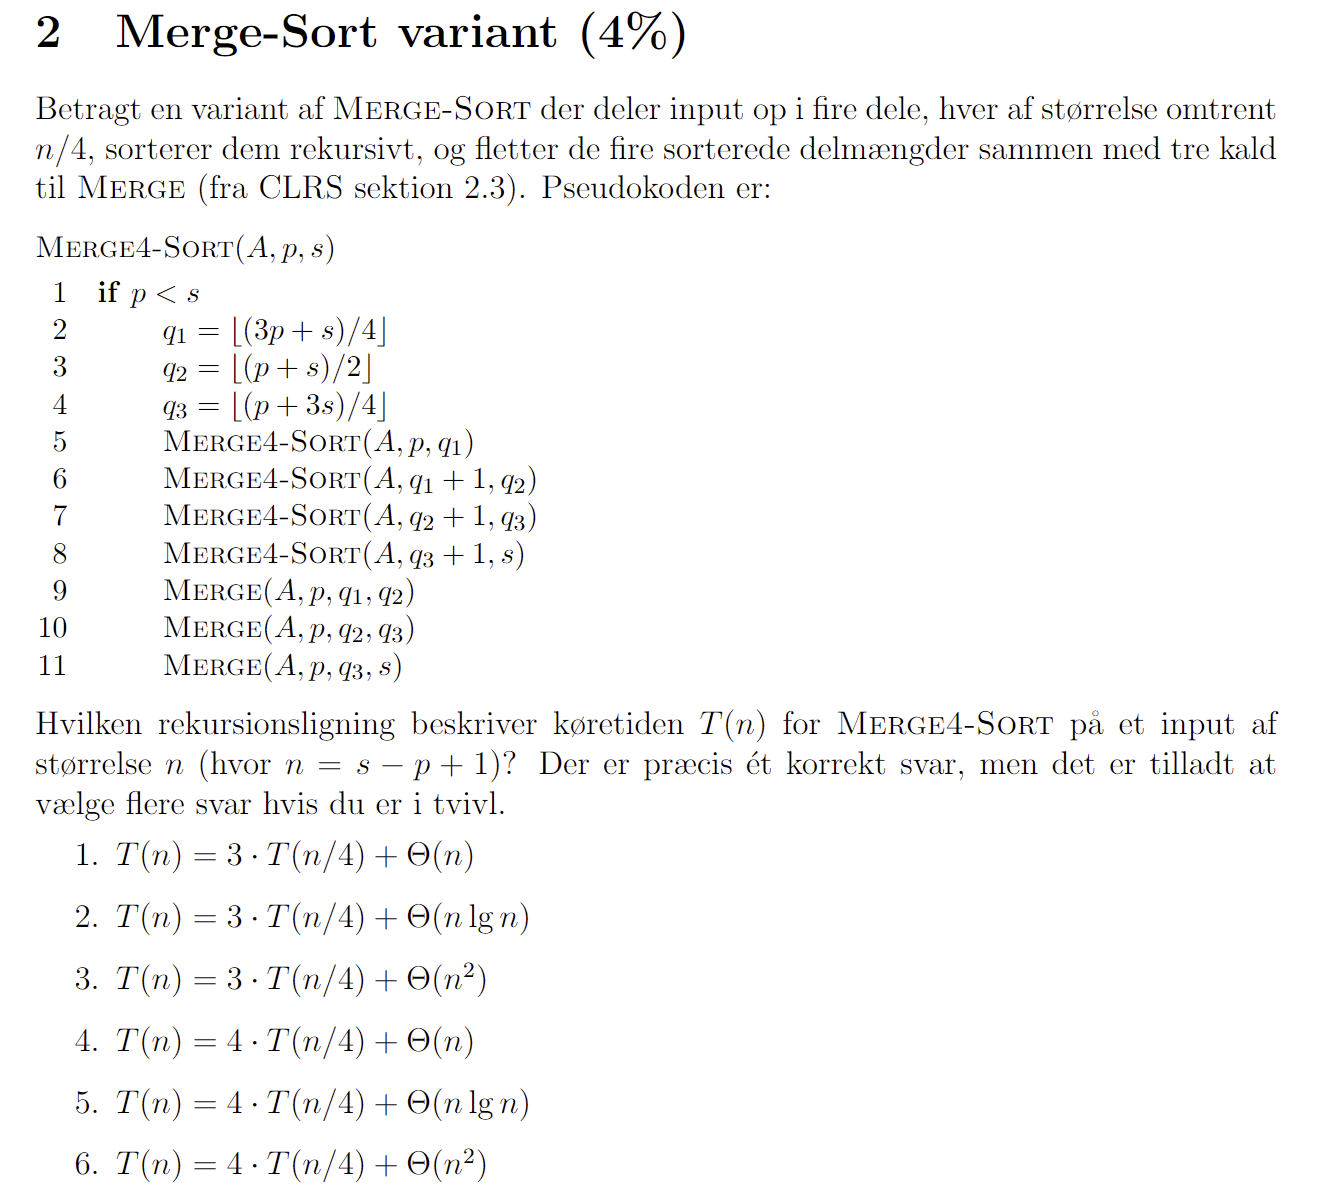 2 Merge-Sort variant (4%)
Betragt en variant af MERGE-SORT der deler input op i fire dele, hver af størrelse omtrent
n/4, sorterer dem rekursivt, og fletter de fire sorterede delmængder sammen med tre kald
til MERGE (fra CLRS sektion 2.3). Pseudokoden er:
MERGE4-SORT(A, p, s)
1 if p < s
2 q₁ = ⌊(3p + s)/4⌋
3 q₂ = ⌊(p + s)/2⌋
4 q₃ = ⌊(p + 3s)/4⌋
5 MERGE4-SORT(A, p, q₁)
6 MERGE4-SORT(A, q₁ + 1, q₂)
7 MERGE4-SORT(A, q₂ + 1, q₃)
8 MERGE4-SORT(A, q₃ + 1, s)
9 MERGE(A, p, q₁, q₂)
10 MERGE(A, p, q₂, q₃)
11 MERGE(A, p, q₃, s)
Hvilken rekursionsligning beskriver køretiden T(n) for MERGE4-SORT på et input af
størrelse n (hvor n = s − p + 1)? Der er præcis ét korrekt svar, men det er tilladt at
vælge flere svar hvis du er i tvivl.
1. T(n) = 3 · T(n/4) + Θ(n)
2. T(n) = 3 · T(n/4) + Θ(n lg n)
3. T(n) = 3 · T(n/4) + Θ(n²)
4. T(n) = 4 · T(n/4) + Θ(n)
5. T(n) = 4 · T(n/4) + Θ(n lg n)
6. T(n) = 4 · T(n/4) + Θ(n²)